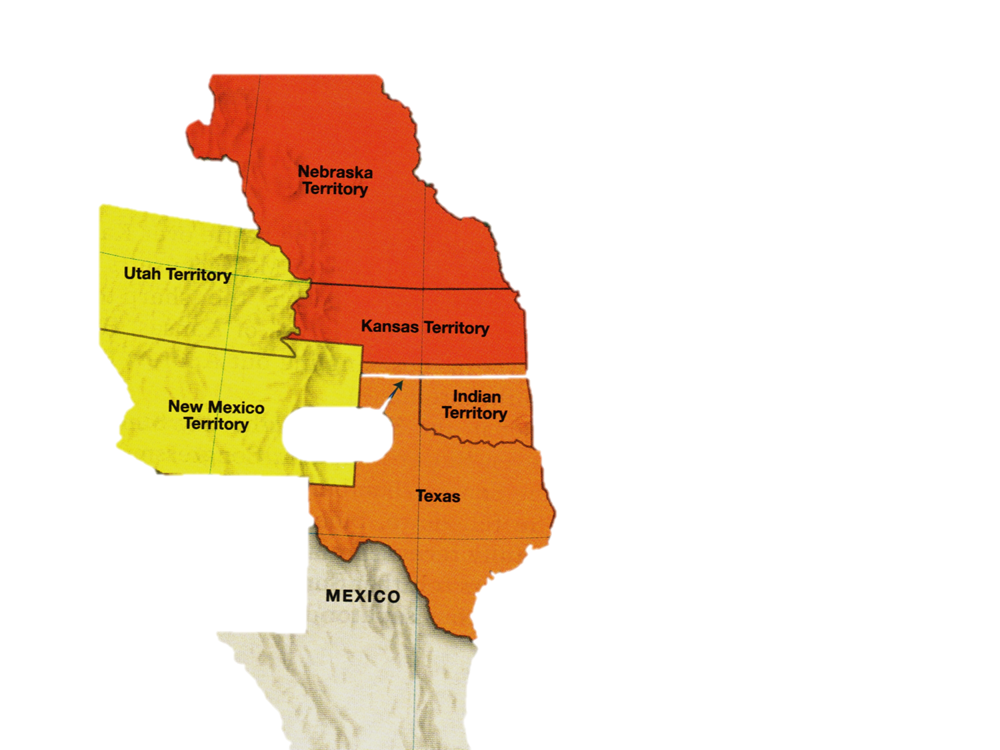 Nebraska
Territory
Utah Territory
Kansas Territory
New Mexico
Territory
Indian
Territory
Texas
MEXICO